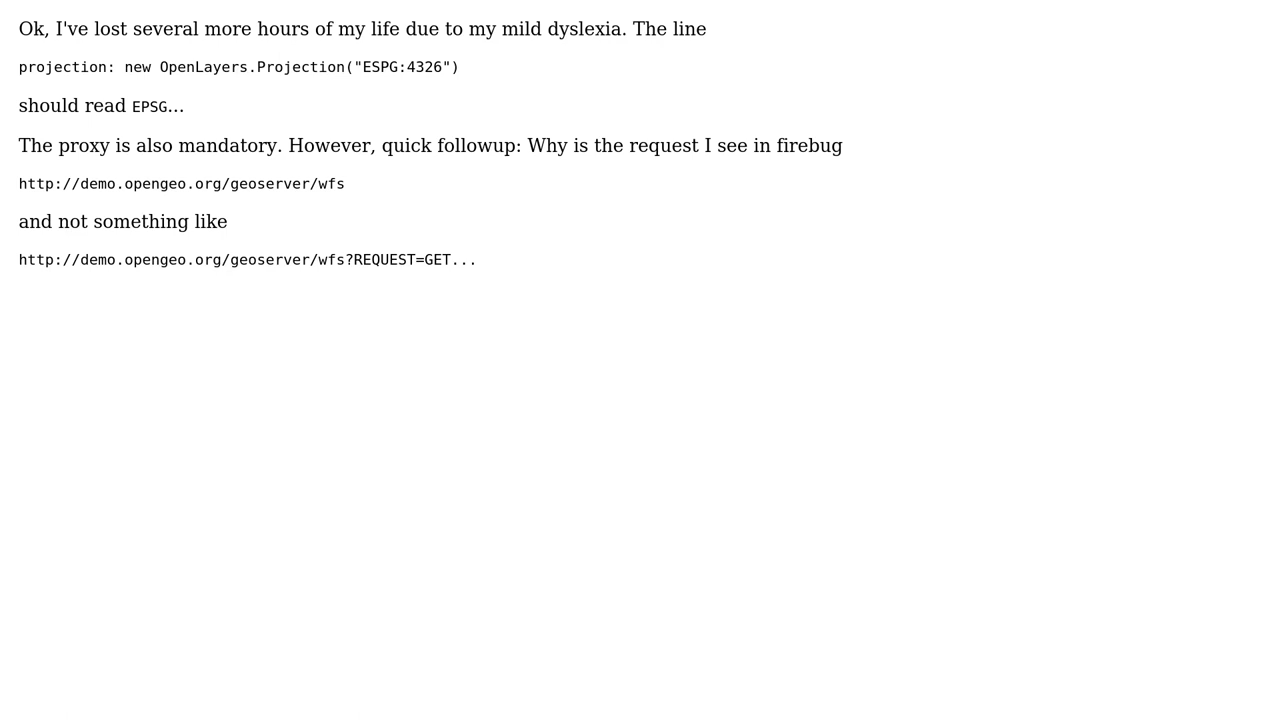 Ok, I've lost several more hours of my life due to my mild dyslexia. The line
projection: new OpenLayers.Projection("ESPG:4326")
should read EPSG...
The proxy is also mandatory. However, quick followup: Why is the request I see in firebug
http://demo.opengeo.org/geoserver/wfs
and not something like
http://demo.opengeo.org/geoserver/wfs?REQUEST=GET...